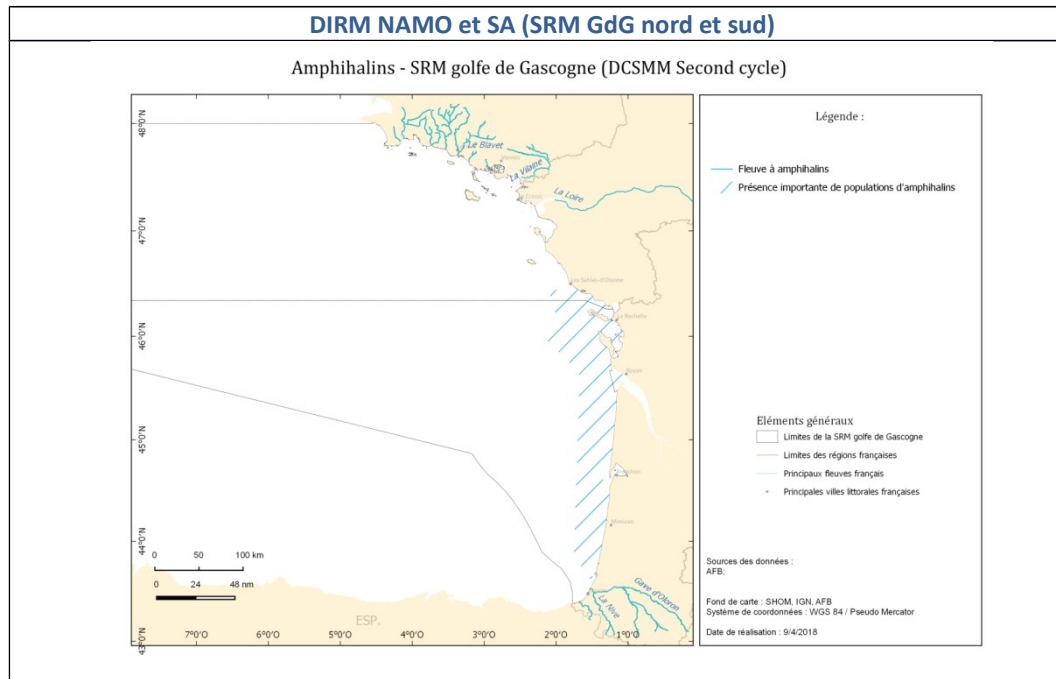 DIRM NAMO et SA (SRM GdG nord et sud)
Amphihalins - SRM golfe de Gascogne (DCSMM Second cycle)
Légende :
Fleuve à amphihalins
Présence importante de populations d'amphihalins
Eléments généraux
Limites de la SRM golfe de Gascogne
Limites des régions françaises
Principaux fleuves français
Principales villes littorales françaises
Sources des données :
AFB;
Fond de carte : SHOM, IGN, AFB
Système de coordonnées : WGS 84 / Pseudo Mercator
Date de réalisation : 9/4/2018
48°0'N
47°0'N
46°0'N
45°0'N
44°0'N
43°0'N
Le Blavet
La Vilaine
La Loire
Les Sables-d'Olonne
La Rochelle
Royan
Mimizan
Gave d'Oloron
La Nive
ESP.
0 50 100 km
0 24 48 nm
7°0'O 6°0'O 5°0'O 4°0'O 3°0'O 2°0'O 1°0'O